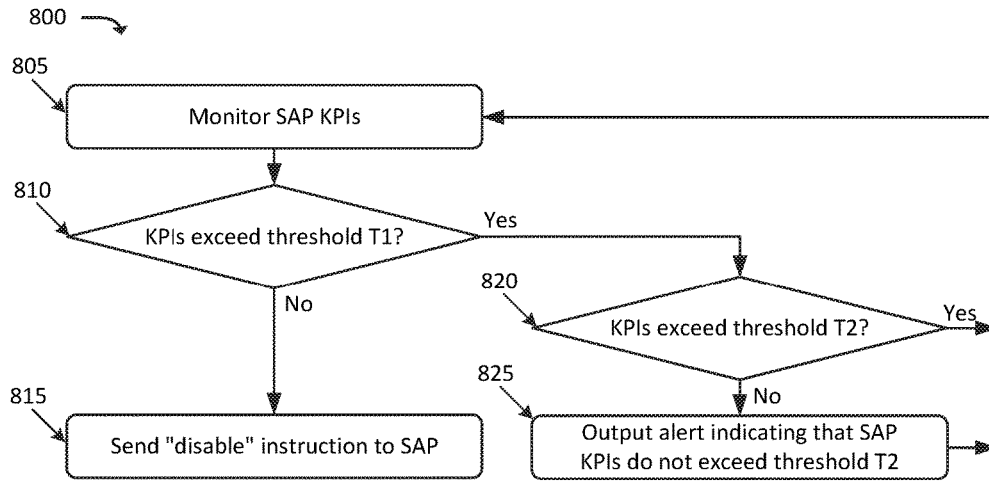 800
805
Monitor SAP KPIs
810
KPIs exceed threshold T1?
Yes
No
820
KPIs exceed threshold T2?
Yes
No
815
Send "disable" instruction to SAP
825
Output alert indicating that SAP
KPIs do not exceed threshold T2